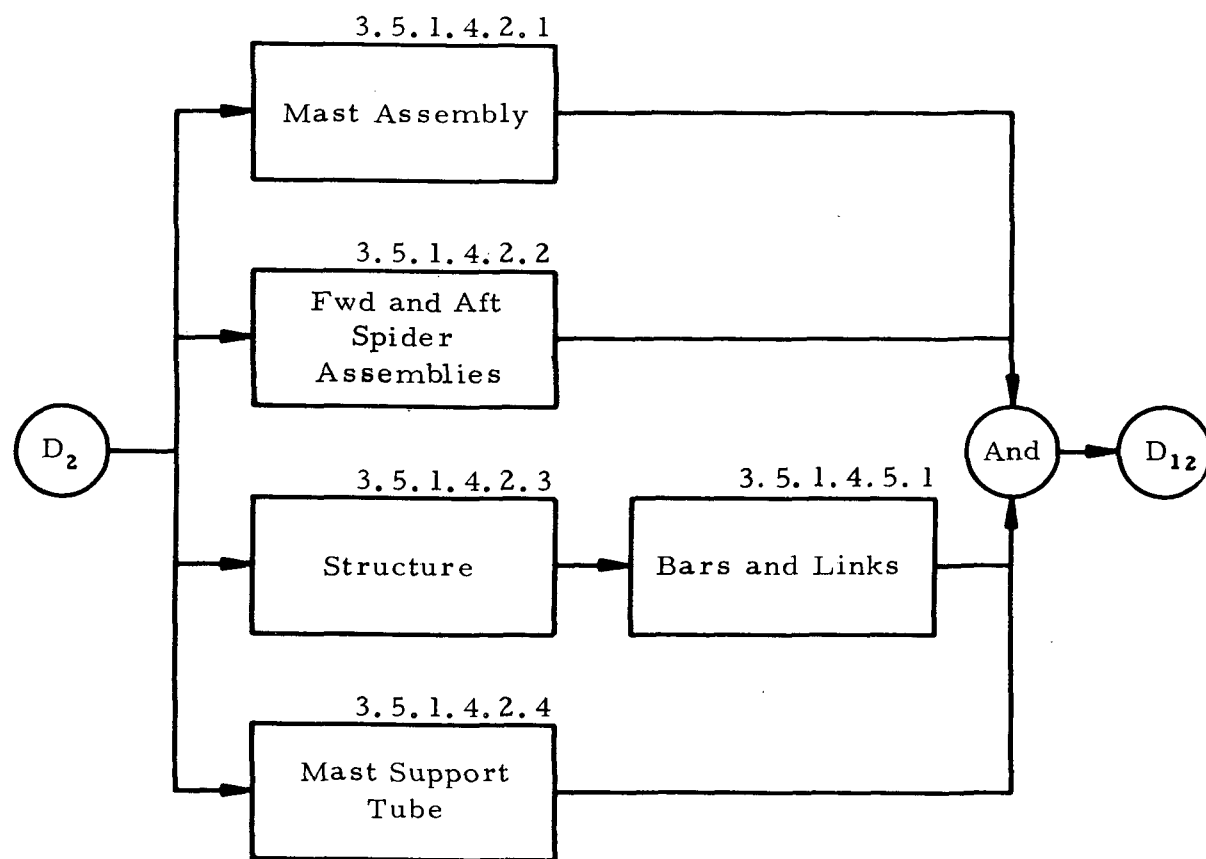 3.5.1.4.2.1
Mast Assembly
3.5.1.4.2.2
Fwd and Aft
Spider
Assemblies
D₂
And
D₁₂
3.5.1.4.2.3
Structure
3.5.1.4.5.1
Bars and Links
3.5.1.4.2.4
Mast Support
Tube